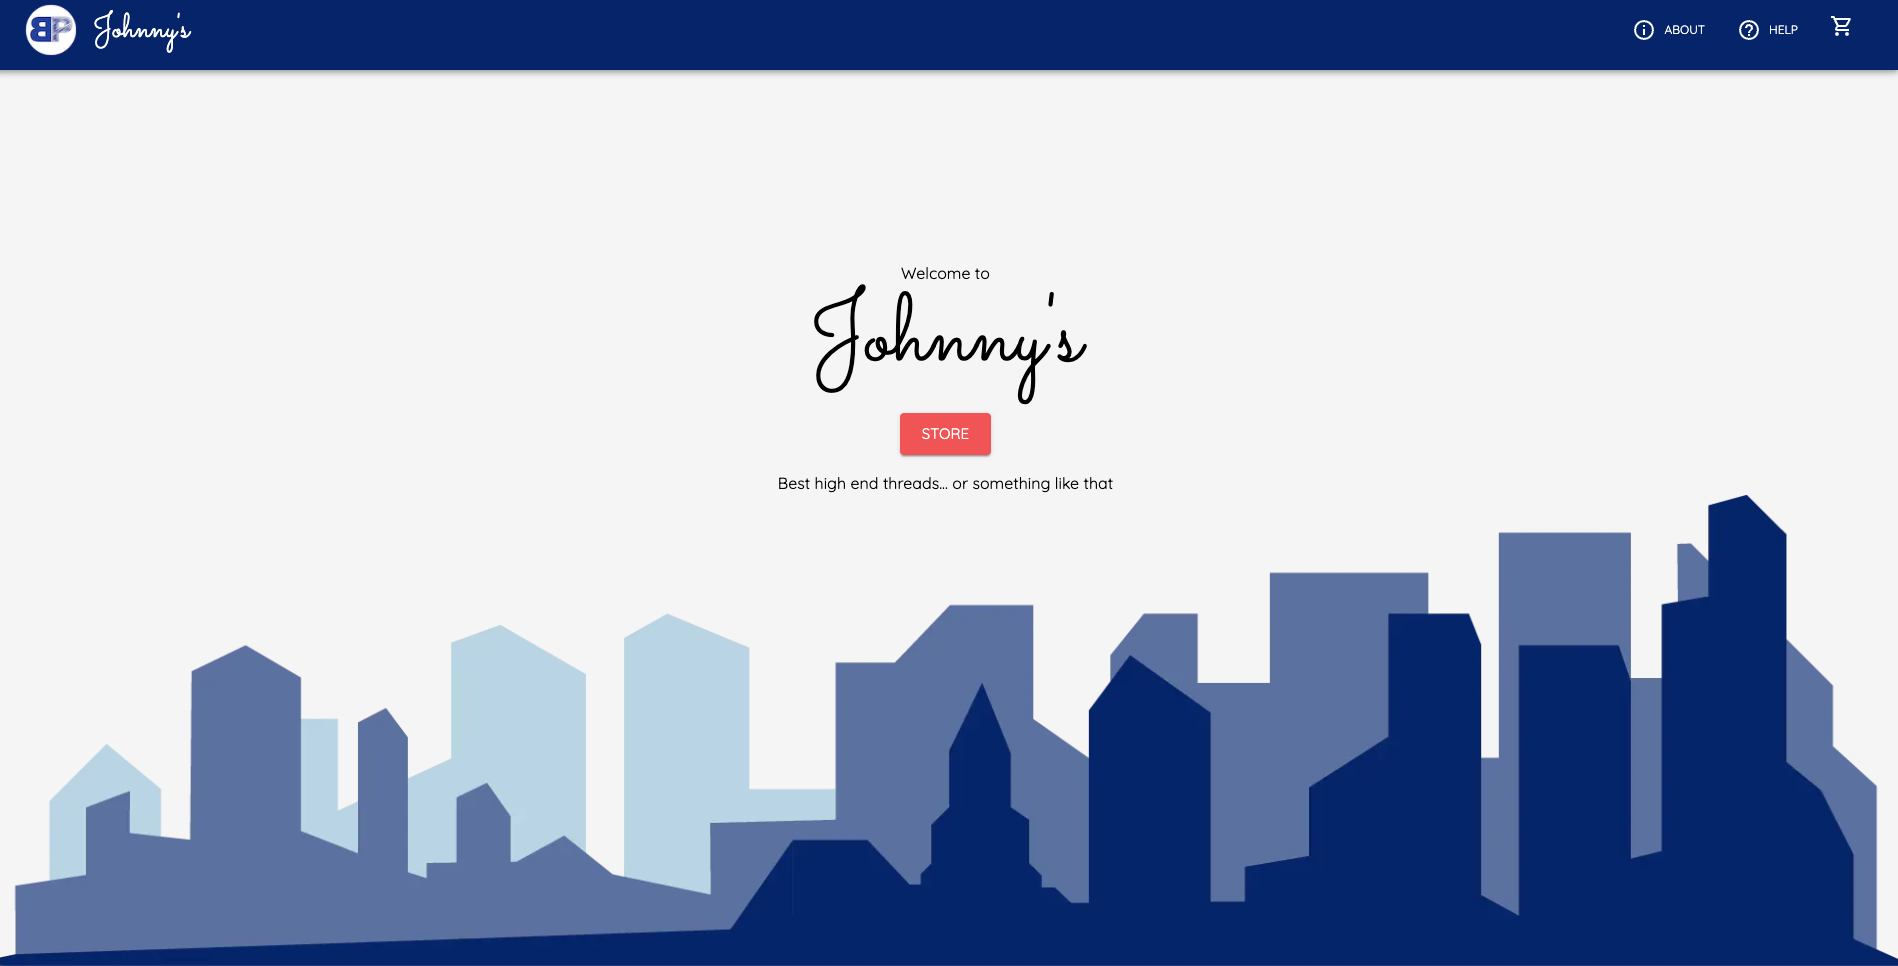 BP Johnny's
ABOUT
HELP
Welcome to
Johnny's
STORE
Best high end threads... or something like that